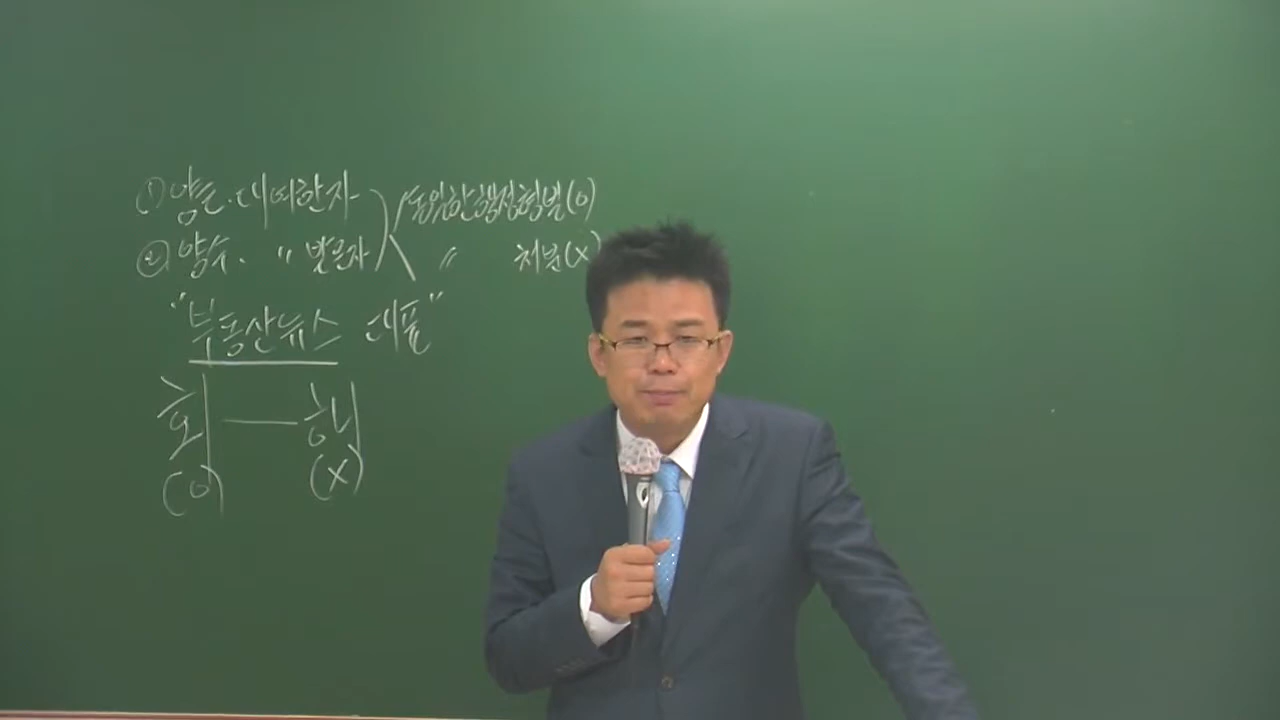 ① 양도·대여한자 동일한 행정형벌(O)
② 양수·〃 받은자 〃 처분(X)
"부동산뉴스 대표"
회 — 행
(O) (X)